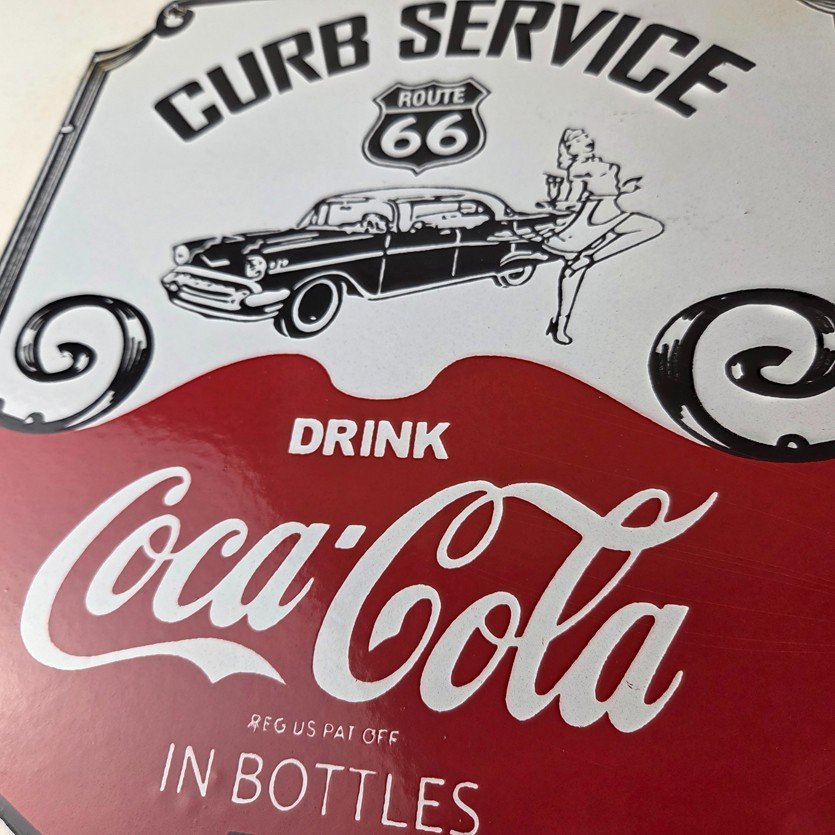 CURB SERVICE
ROUTE
66
DRINK
Coca-Cola
REG US PAT OFF
IN BOTTLES